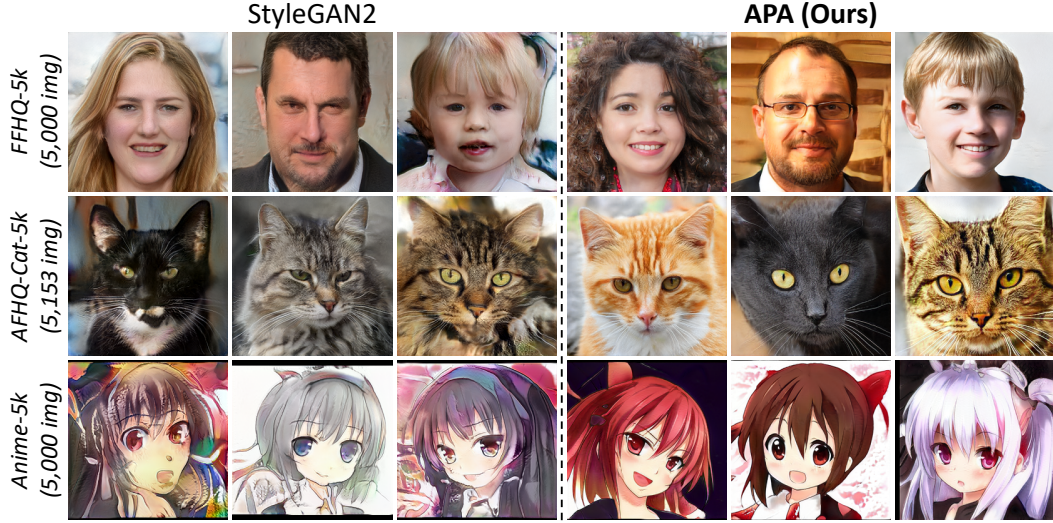 StyleGAN2
APA (Ours)
FFHQ-5k
(5,000 img)
AFHQ-Cat-5k
(5,153 img)
Anime-5k
(5,000 img)